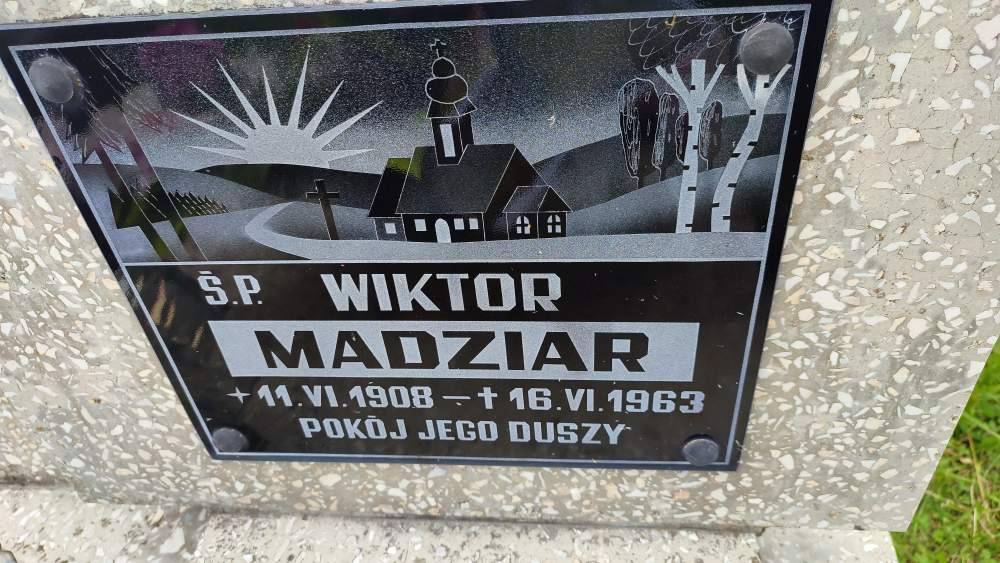 Ś.P. WIKTOR
MADZIAR
⭑ 11.VI.1908 – ✝ 16.VI.1963
POKÓJ JEGO DUSZY